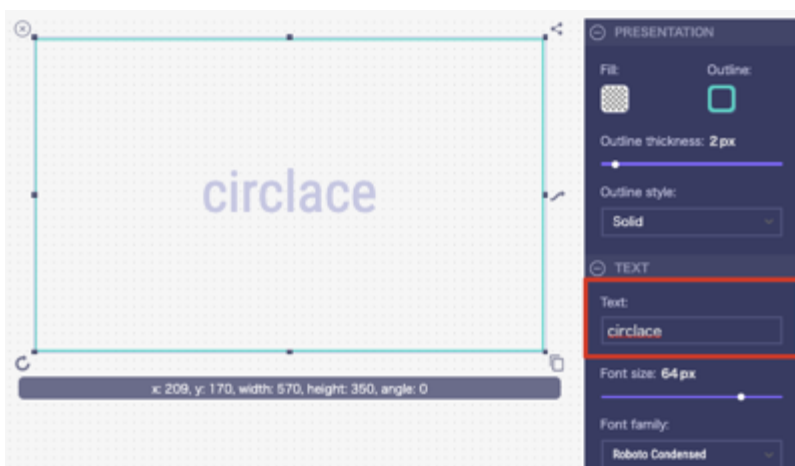 circlace
x: 209, y: 170, width: 570, height: 350, angle: 0
PRESENTATION
Fill: Outline:
Outline thickness: 2 px
Outline style:
Solid
TEXT
Text:
circlace
Font size: 64 px
Font family:
Roboto Condensed